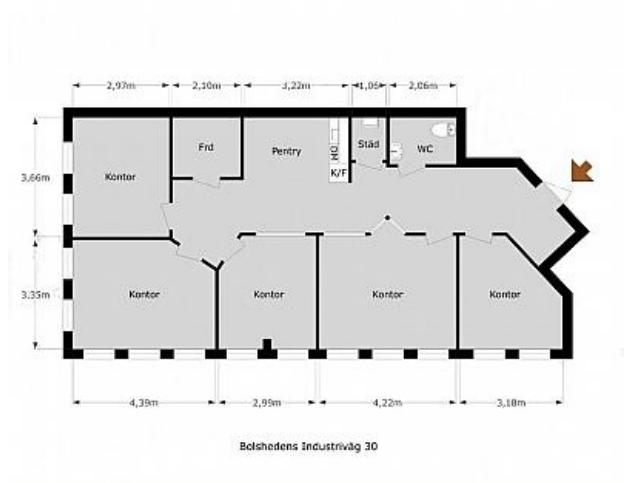 2,97m 2,10m 3,22m 1,05 2,06m
3,66m
Kontor
Frd
Pentry
DM
K/F
Städ
WC
3,35m
Kontor
Kontor
Kontor
Kontor
4,39m 2,99m 4,22m 3,18m
Bolshedens Industriväg 30